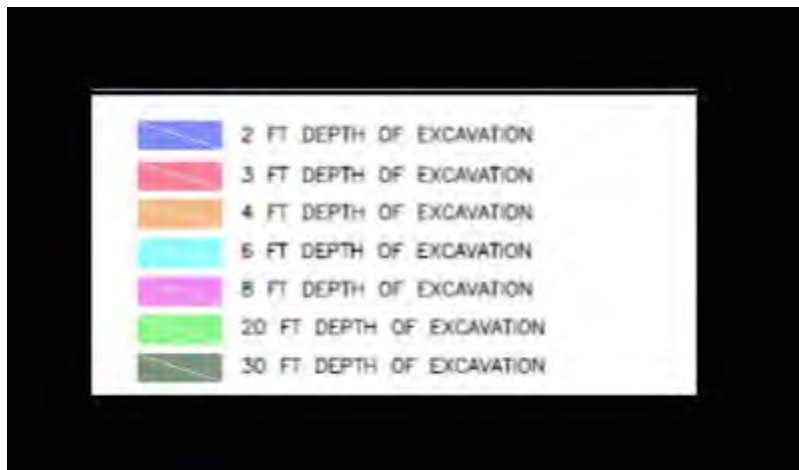 2 FT DEPTH OF EXCAVATION
3 FT DEPTH OF EXCAVATION
4 FT DEPTH OF EXCAVATION
6 FT DEPTH OF EXCAVATION
8 FT DEPTH OF EXCAVATION
20 FT DEPTH OF EXCAVATION
30 FT DEPTH OF EXCAVATION